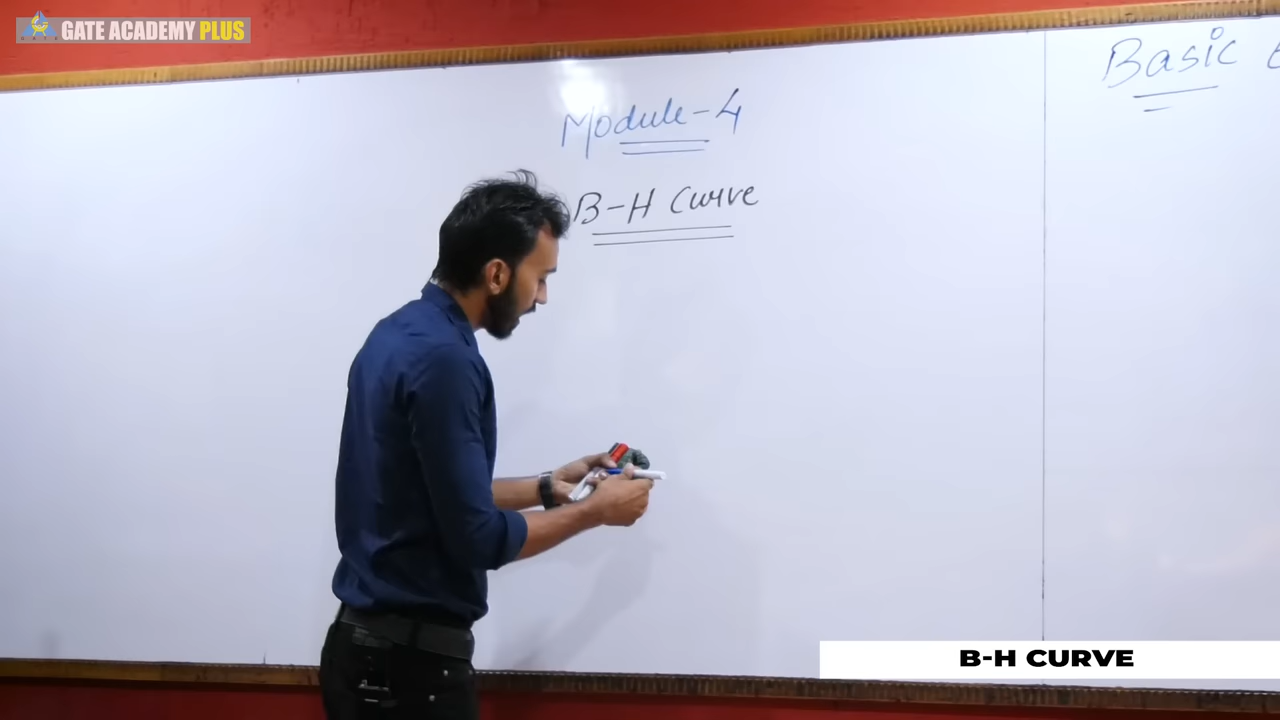 GATE ACADEMY PLUS
Module-4
B-H Curve
Basic
B-H CURVE